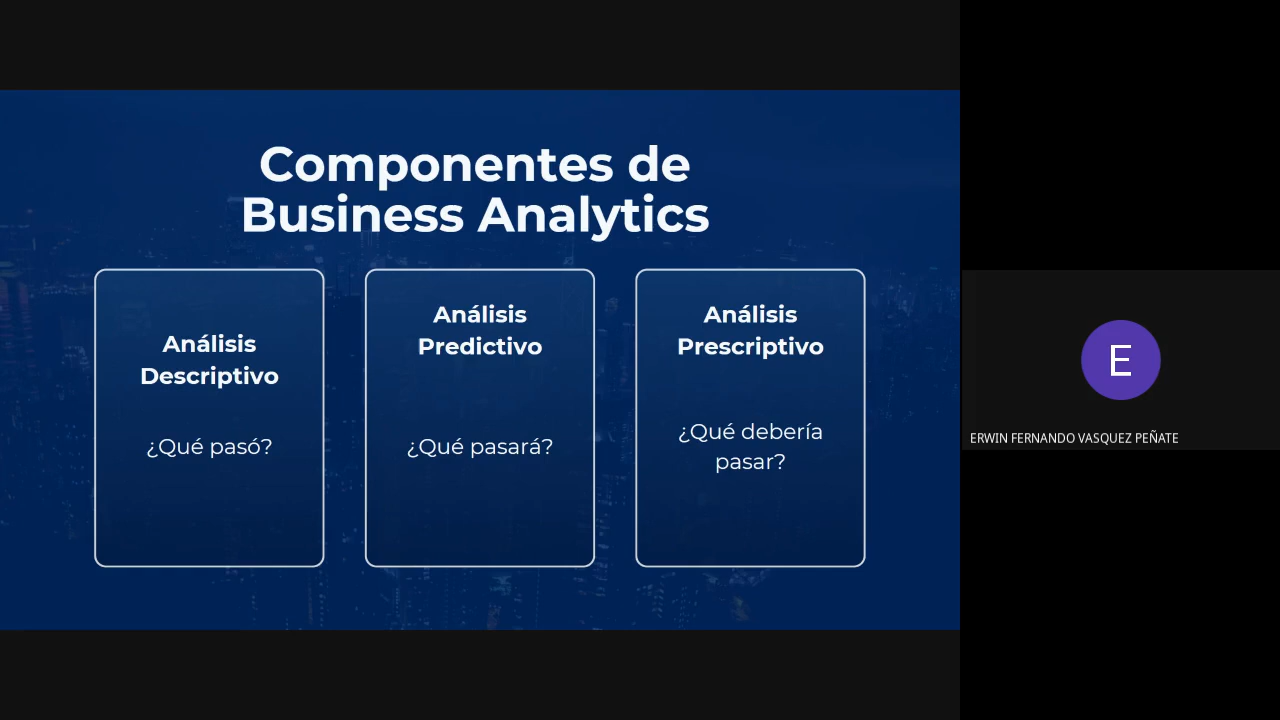 Componentes de
Business Analytics
Análisis
Descriptivo
¿Qué pasó?
Análisis
Predictivo
¿Qué pasará?
Análisis
Prescriptivo
¿Qué debería
pasar?
E
ERWIN FERNANDO VASQUEZ PEÑATE